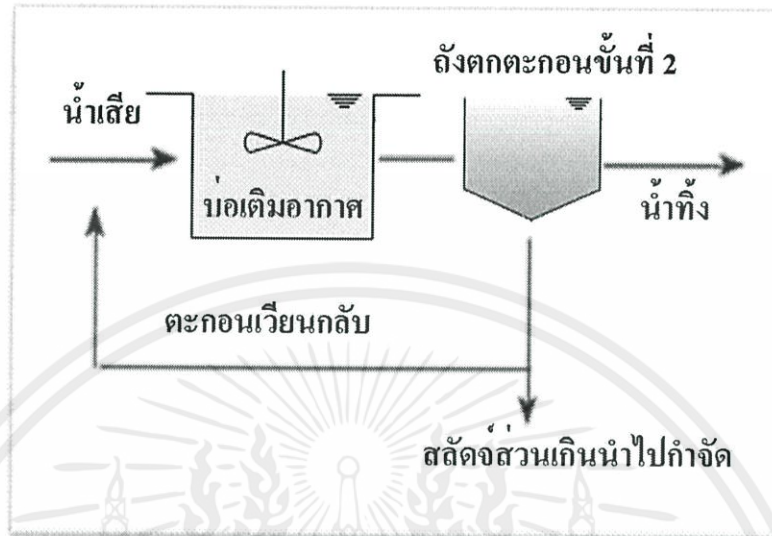 ถังตกตะกอนขั้นที่ 2
น้ำเสีย
บ่อเติมอากาศ
น้ำทิ้ง
ตะกอนเวียนกลับ
สลัดจ์ส่วนเกินนำไปกำจัด